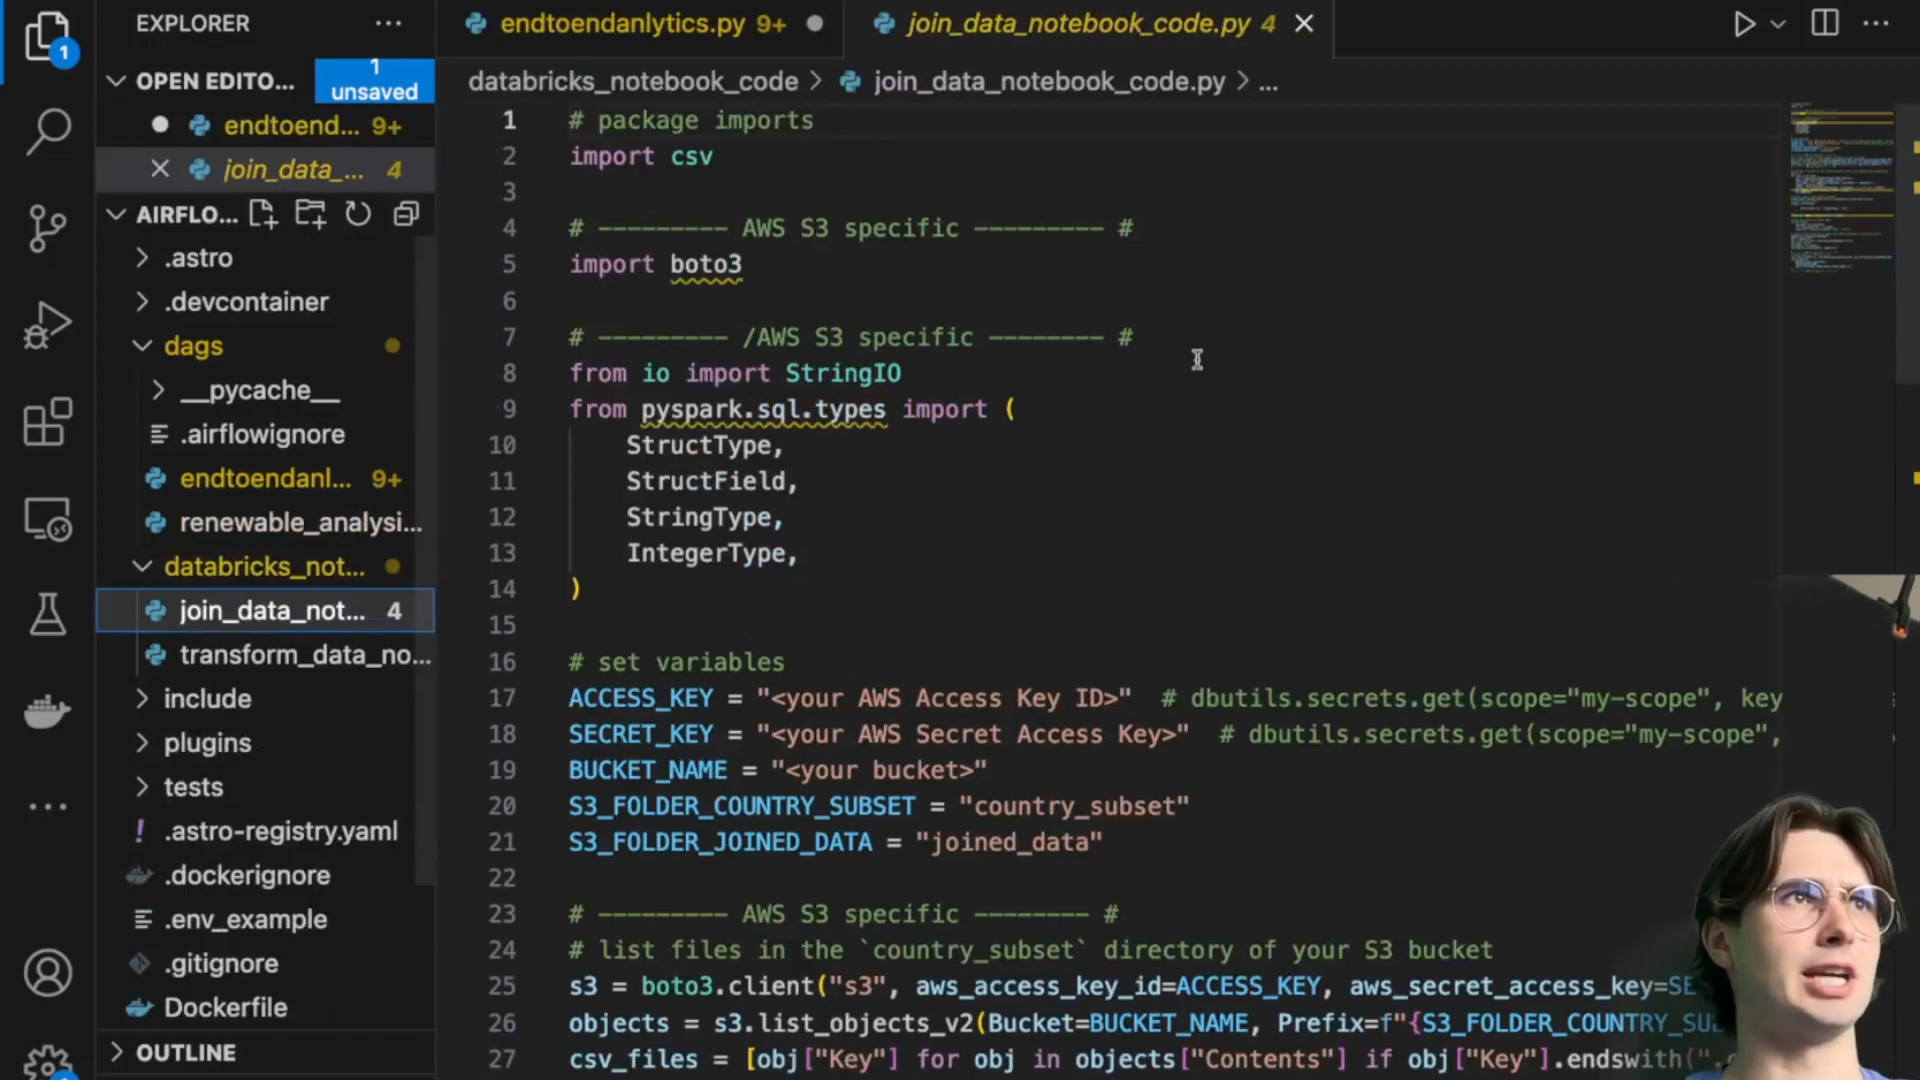 EXPLORER
1
OPEN EDITO...
1
unsaved
endtoend... 9+
join_data_... 4
AIRFLO...
.astro
.devcontainer
dags
__pycache__
.airflowignore
endtoendanl... 9+
renewable_analysi...
databricks_not...
join_data_not... 4
transform_data_no...
include
plugins
tests
.astro-registry.yaml
.dockerignore
.env_example
.gitignore
Dockerfile
OUTLINE
endtoendanlytics.py 9+
join_data_notebook_code.py 4
databricks_notebook_code > join_data_notebook_code.py > ...
1 # package imports
2 import csv
3
4 # --------- AWS S3 specific --------- #
5 import boto3
6
7 # --------- /AWS S3 specific -------- #
8 from io import StringIO
9 from pyspark.sql.types import (
10 StructType,
11 StructField,
12 StringType,
13 IntegerType,
14 )
15
16 # set variables
17 ACCESS_KEY = "<your AWS Access Key ID>"  # dbutils.secrets.get(scope="my-scope", key
18 SECRET_KEY = "<your AWS Secret Access Key>"  # dbutils.secrets.get(scope="my-scope",
19 BUCKET_NAME = "<your bucket>"
20 S3_FOLDER_COUNTRY_SUBSET = "country_subset"
21 S3_FOLDER_JOINED_DATA = "joined_data"
22
23 # --------- AWS S3 specific -------- #
24 # list files in the `country_subset` directory of your S3 bucket
25 s3 = boto3.client("s3", aws_access_key_id=ACCESS_KEY, aws_secret_access_key=SE
26 objects = s3.list_objects_v2(Bucket=BUCKET_NAME, Prefix=f"{S3_FOLDER_COUNTRY_SU
27 csv_files = [obj["Key"] for obj in objects["Contents"] if obj["Key"].endswith(".